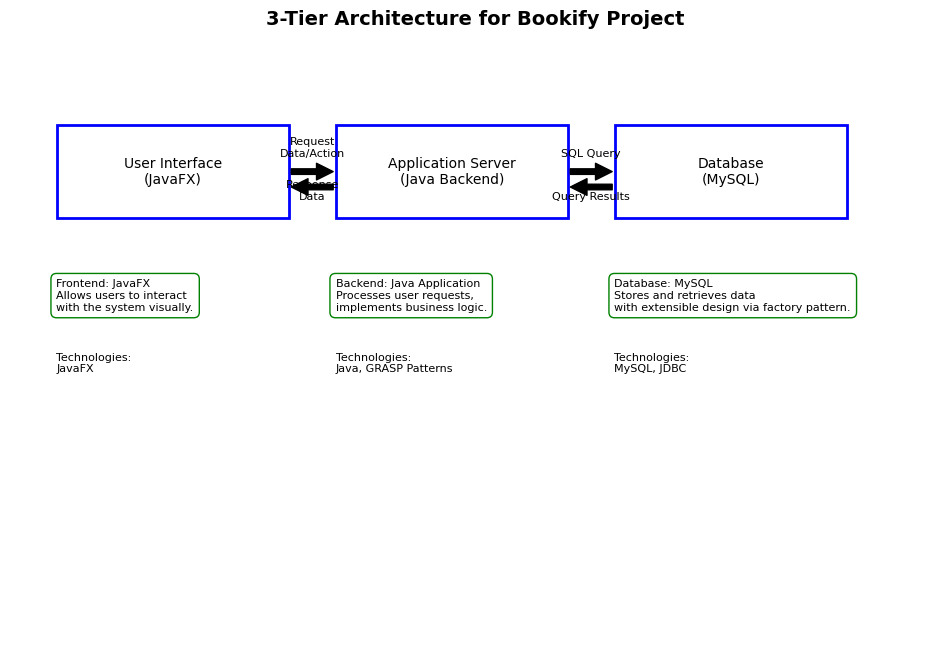 3-Tier Architecture for Bookify Project
User Interface
(JavaFX)
Request
Data/Action
Response
Data
Application Server
(Java Backend)
SQL Query
Query Results
Database
(MySQL)
Frontend: JavaFX
Allows users to interact
with the system visually.
Backend: Java Application
Processes user requests,
implements business logic.
Database: MySQL
Stores and retrieves data
with extensible design via factory pattern.
Technologies:
JavaFX
Technologies:
Java, GRASP Patterns
Technologies:
MySQL, JDBC